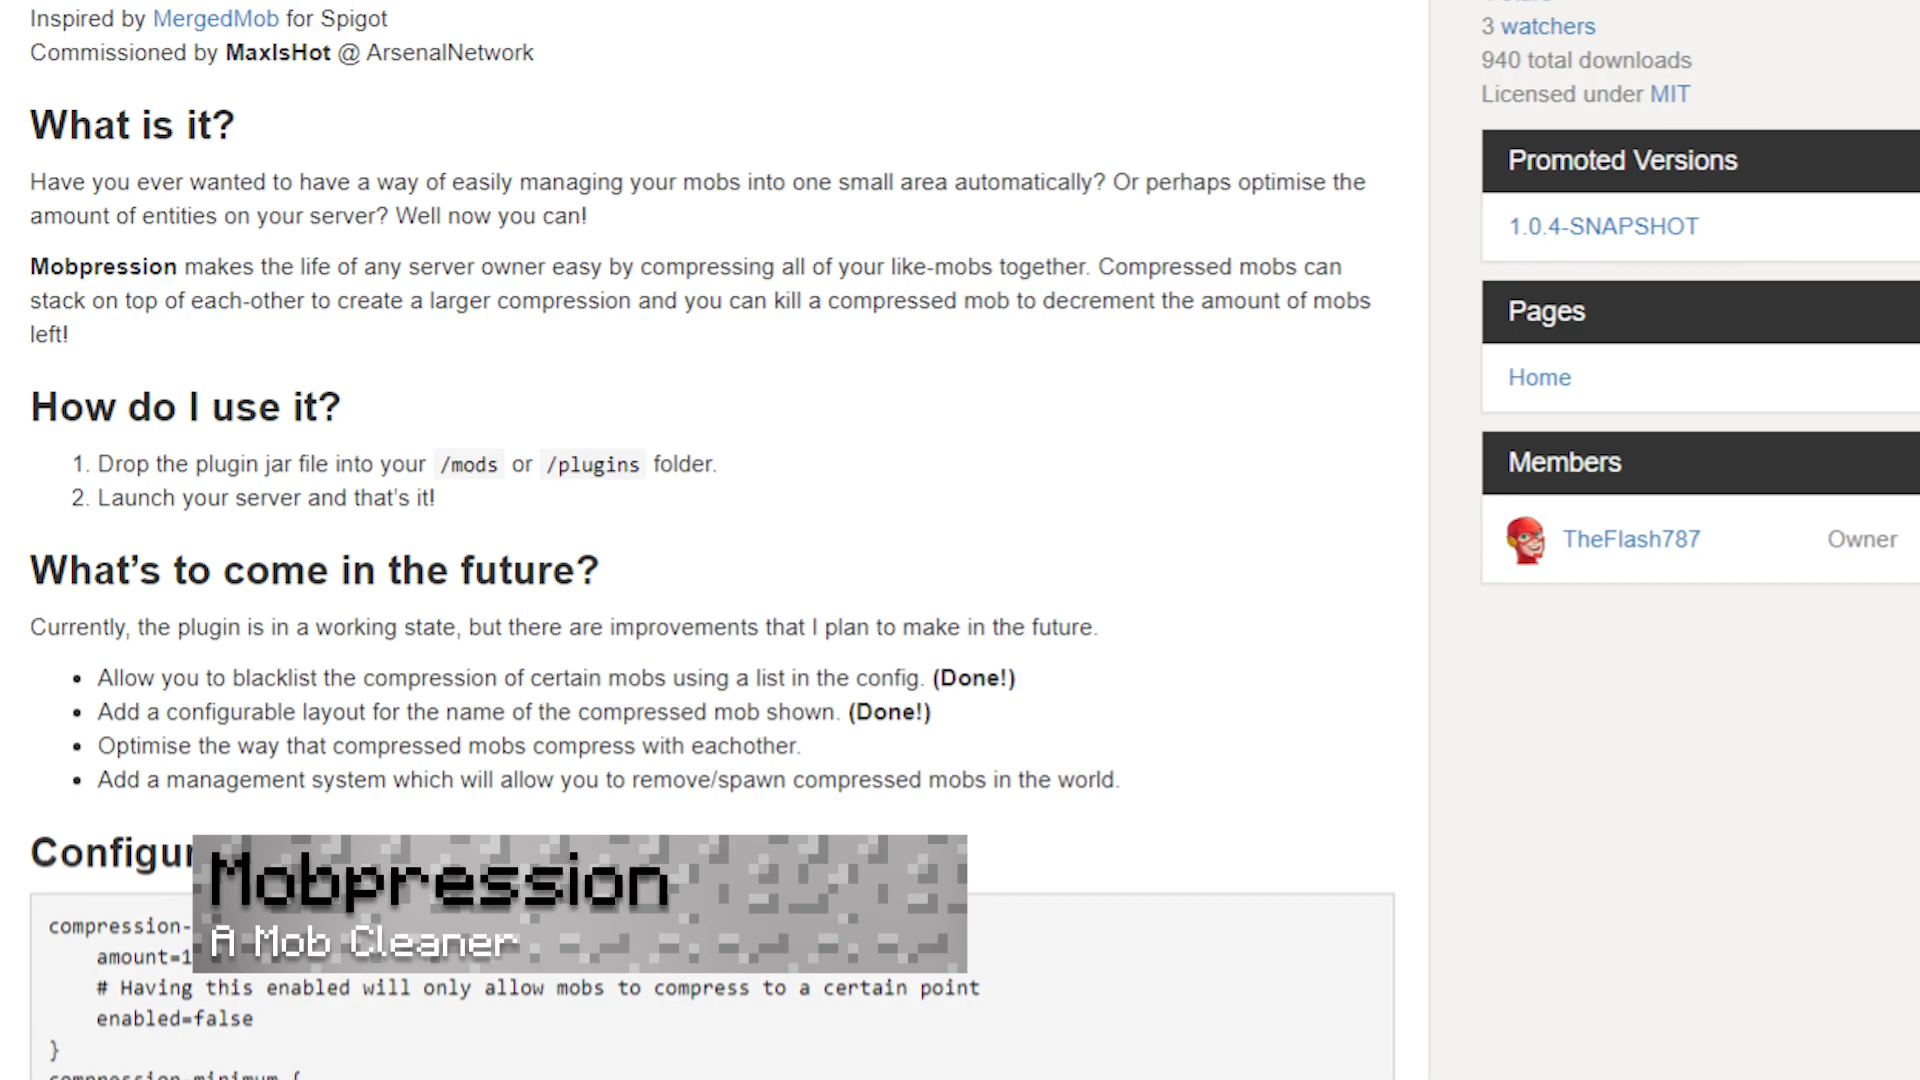 Inspired by MergedMob for Spigot
Commissioned by MaxIsHot @ ArsenalNetwork
What is it?
Have you ever wanted to have a way of easily managing your mobs into one small area automatically? Or perhaps optimise the
amount of entities on your server? Well now you can!
Mobpression makes the life of any server owner easy by compressing all of your like-mobs together. Compressed mobs can
stack on top of each-other to create a larger compression and you can kill a compressed mob to decrement the amount of mobs
left!
How do I use it?
1. Drop the plugin jar file into your /mods or /plugins folder.
2. Launch your server and that's it!
What’s to come in the future?
Currently, the plugin is in a working state, but there are improvements that I plan to make in the future.
• Allow you to blacklist the compression of certain mobs using a list in the config. (Done!)
• Add a configurable layout for the name of the compressed mob shown. (Done!)
• Optimise the way that compressed mobs compress with eachother.
• Add a management system which will allow you to remove/spawn compressed mobs in the world.
Configur
Mobpression
A Mob Cleaner
compression-
amount=1
# Having this enabled will only allow mobs to compress to a certain point
enabled=false
}
compression-minimum {
3 watchers
940 total downloads
Licensed under MIT
Promoted Versions
1.0.4-SNAPSHOT
Pages
Home
Members
TheFlash787 Owner